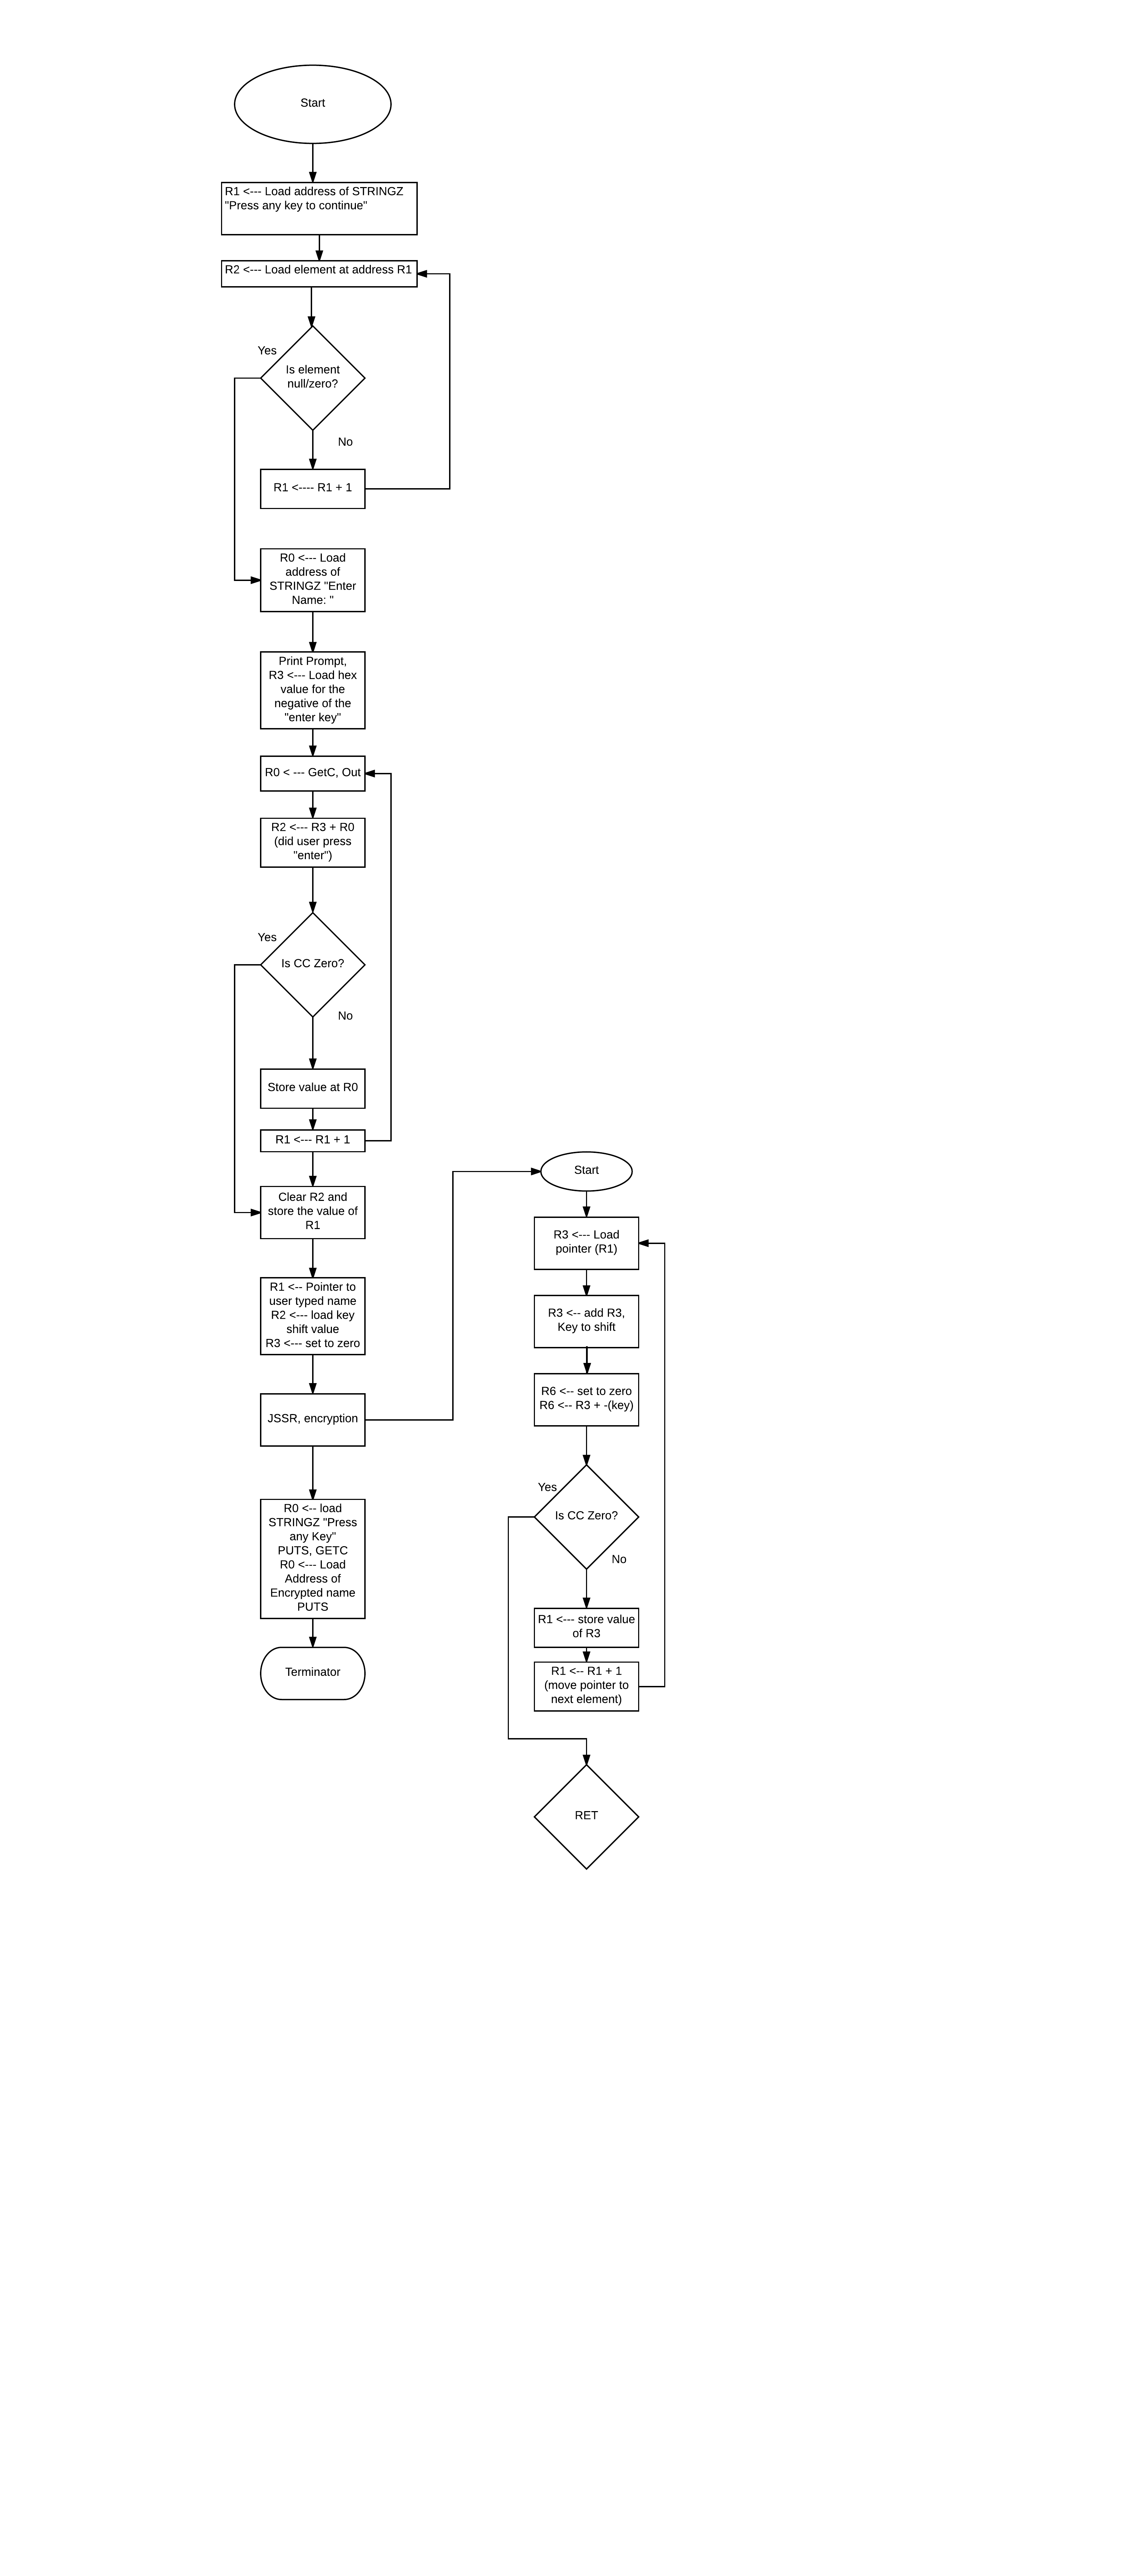 Start
R1 <--- Load address of STRINGZ
"Press any key to continue"
R2 <--- Load element at address R1
Yes
Is element
null/zero?
No
R1 <---- R1 + 1
R0 <--- Load
address of
STRINGZ "Enter
Name: "
Print Prompt,
R3 <--- Load hex
value for the
negative of the
"enter key"
R0 < --- GetC, Out
R2 <--- R3 + R0
(did user press
"enter")
Yes
Is CC Zero?
No
Store value at R0
R1 <--- R1 + 1
Clear R2 and
store the value of
R1
R1 <-- Pointer to
user typed name
R2 <--- load key
shift value
R3 <--- set to zero
JSSR, encryption
R0 <-- load
STRINGZ "Press
any Key"
PUTS, GETC
R0 <--- Load
Address of
Encrypted name
PUTS
Terminator
Start
R3 <--- Load
pointer (R1)
R3 <-- add R3,
Key to shift
R6 <-- set to zero
R6 <-- R3 + -(key)
Yes
Is CC Zero?
No
R1 <--- store value
of R3
R1 <-- R1 + 1
(move pointer to
next element)
RET